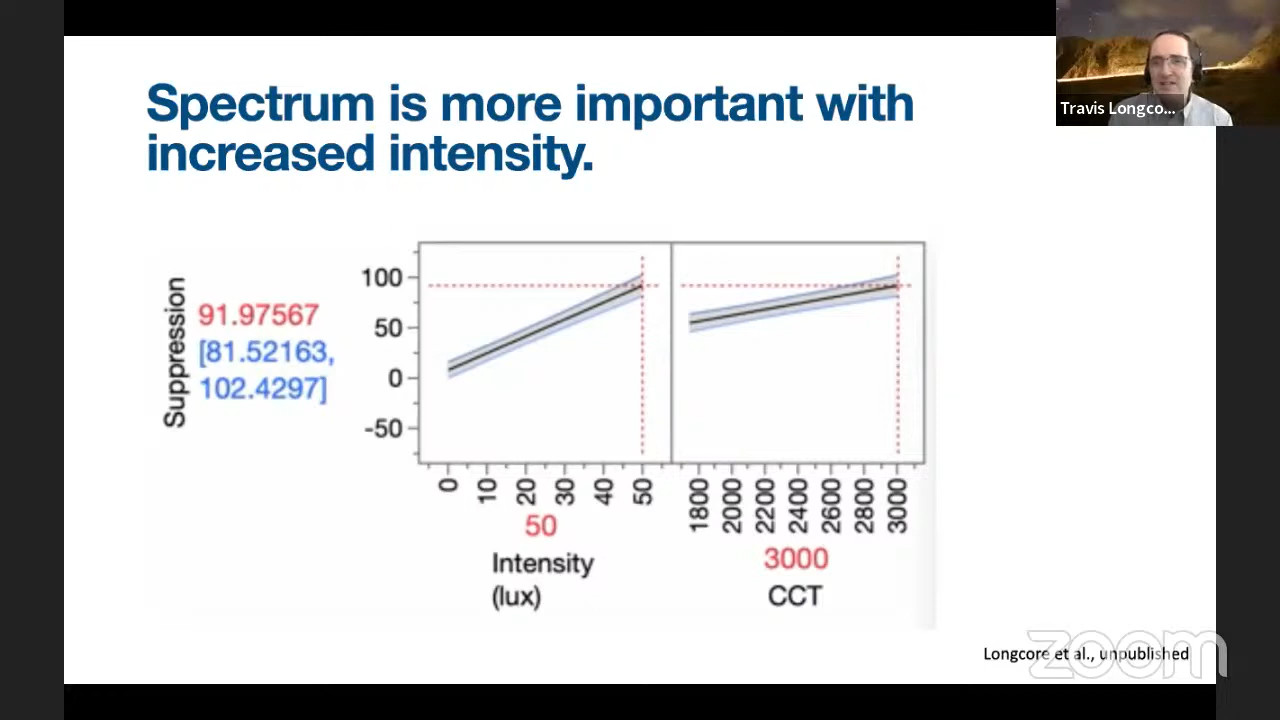 Spectrum is more important with
increased intensity.
Travis Longco...
Suppression
91.97567
[81.52163,
102.4297]
100
50
0
-50
0 10 20 30 40 50
50
Intensity
(lux)
1800 2000 2200 2400 2600 2800 3000
3000
CCT
Longcore et al., unpublished
zoom